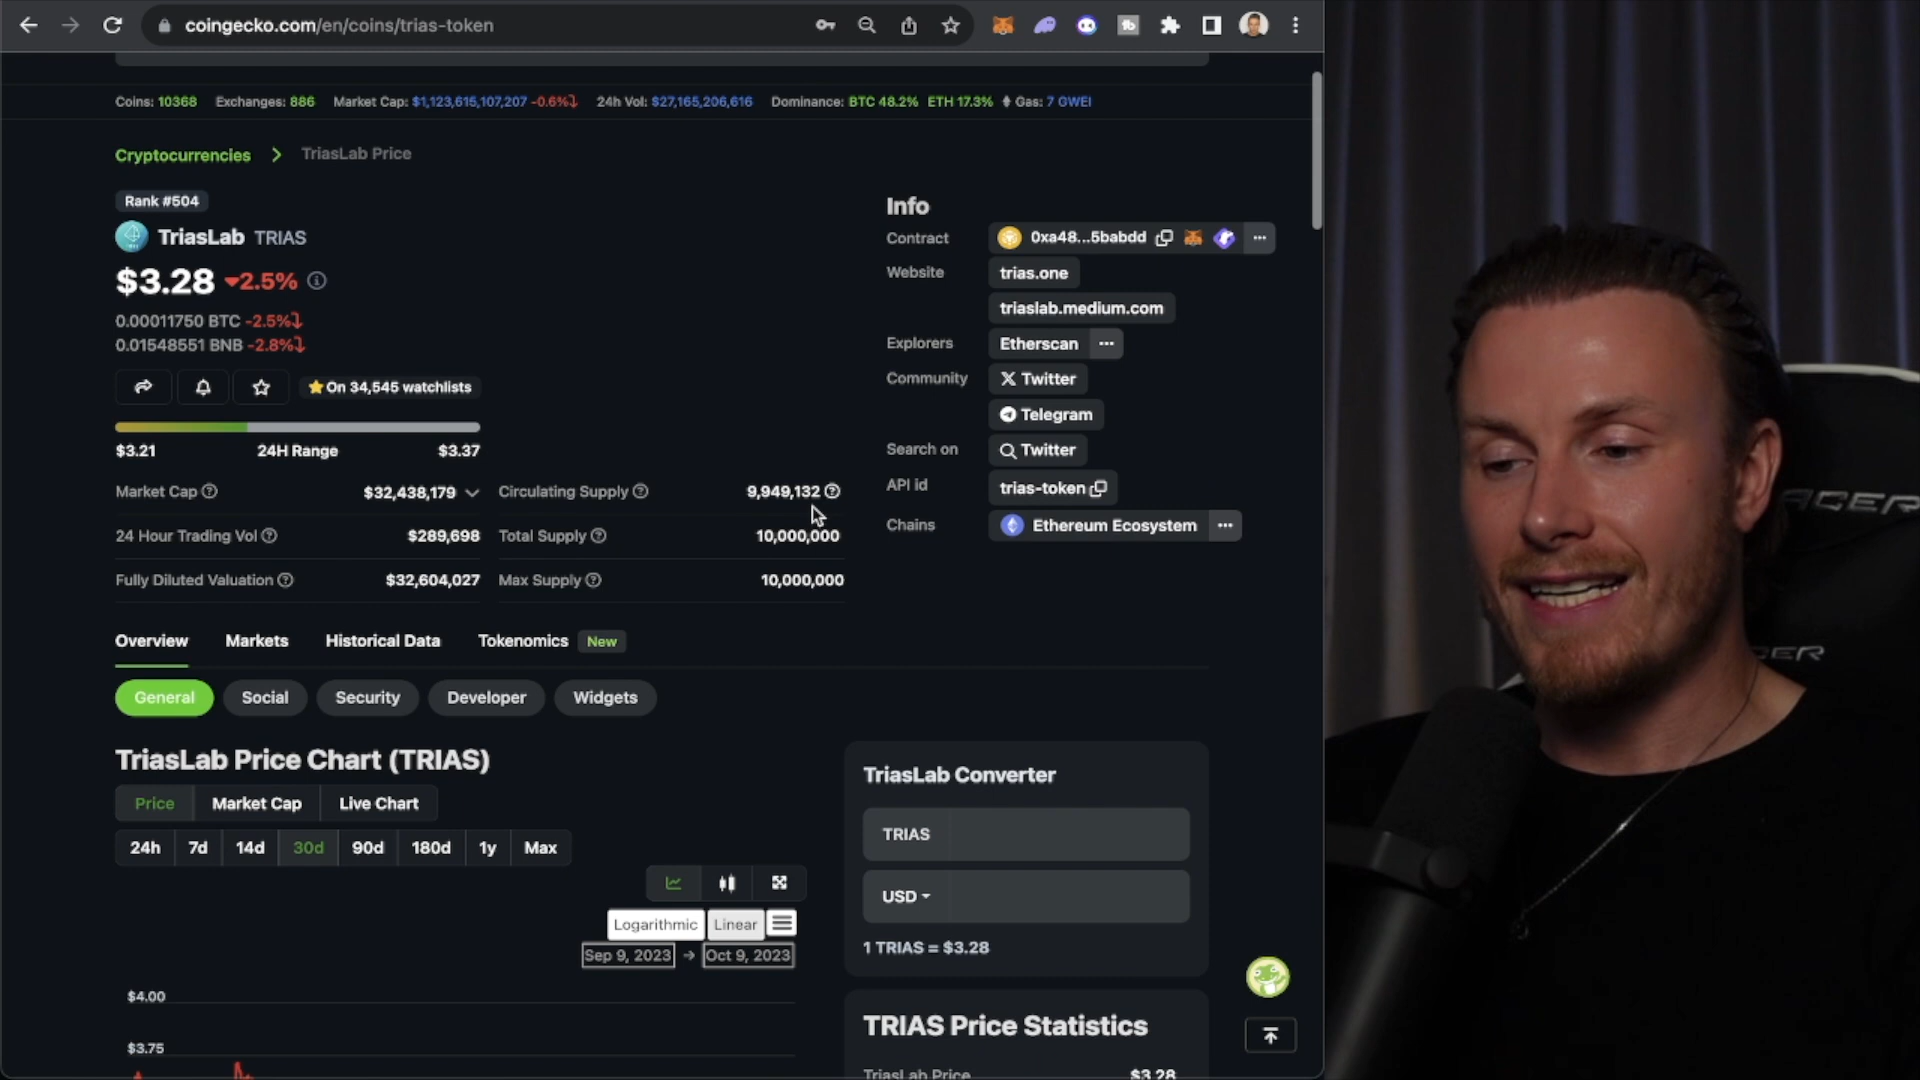 coingecko.com/en/coins/trias-token
Coins: 10368 Exchanges: 886 Market Cap: $1,123,615,107,207 -0.6% 24h Vol: $27,165,206,616 Dominance: BTC 48.2% ETH 17.3% Gas: 7 GWEI
Cryptocurrencies > TriasLab Price
Rank #504
TriasLab TRIAS
$3.28 2.5%
0.00011750 BTC -2.5%
0.01548551 BNB -2.8%
On 34,545 watchlists
$3.21 24H Range $3.37
Market Cap $32,438,179 Circulating Supply 9,949,132
24 Hour Trading Vol $289,698 Total Supply 10,000,000
Fully Diluted Valuation $32,604,027 Max Supply 10,000,000
Info
Contract 0xa48...5babdd
Website trias.one
triaslab.medium.com
Explorers Etherscan
Community Twitter
Telegram
Search on Twitter
API id trias-token
Chains Ethereum Ecosystem
Overview Markets Historical Data Tokenomics New
General Social Security Developer Widgets
TriasLab Price Chart (TRIAS)
Price Market Cap Live Chart
24h 7d 14d 30d 90d 180d 1y Max
Logarithmic Linear
Sep 9, 2023 → Oct 9, 2023
$4.00
$3.75
TriasLab Converter
TRIAS
USD
1 TRIAS = $3.28
TRIAS Price Statistics
TriasLab Price $3.28
ACER